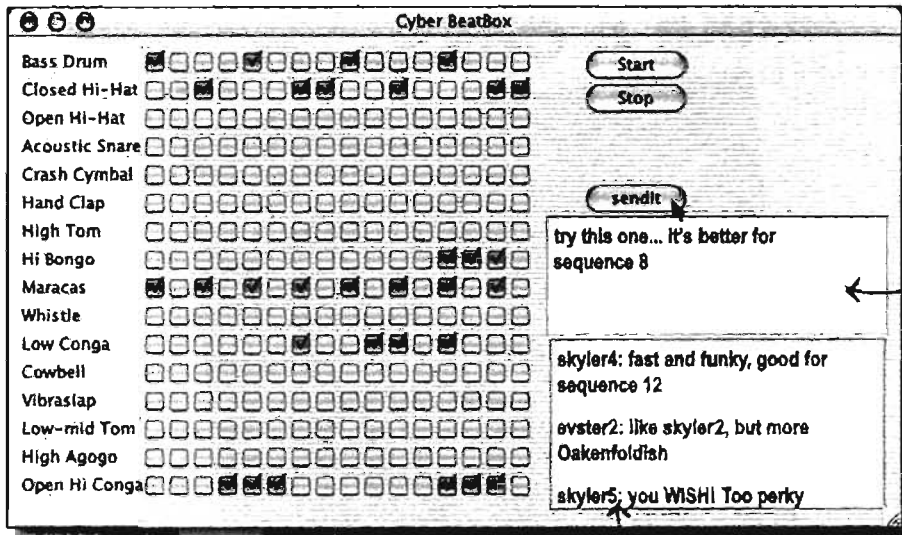 Cyber BeatBox
Bass Drum
Closed Hi-Hat
Open Hi-Hat
Acoustic Snare
Crash Cymbal
Hand Clap
High Tom
Hi Bongo
Maracas
Whistle
Low Conga
Cowbell
Vibraslap
Low-mid Tom
High Agogo
Open Hi Conga
Start
Stop
sendIt
try this one... it's better for
sequence 8
skyler4: fast and funky, good for
sequence 12
evster2: like skyler2, but more
Oakenfoldish
skyler5: you WISH! Too perky